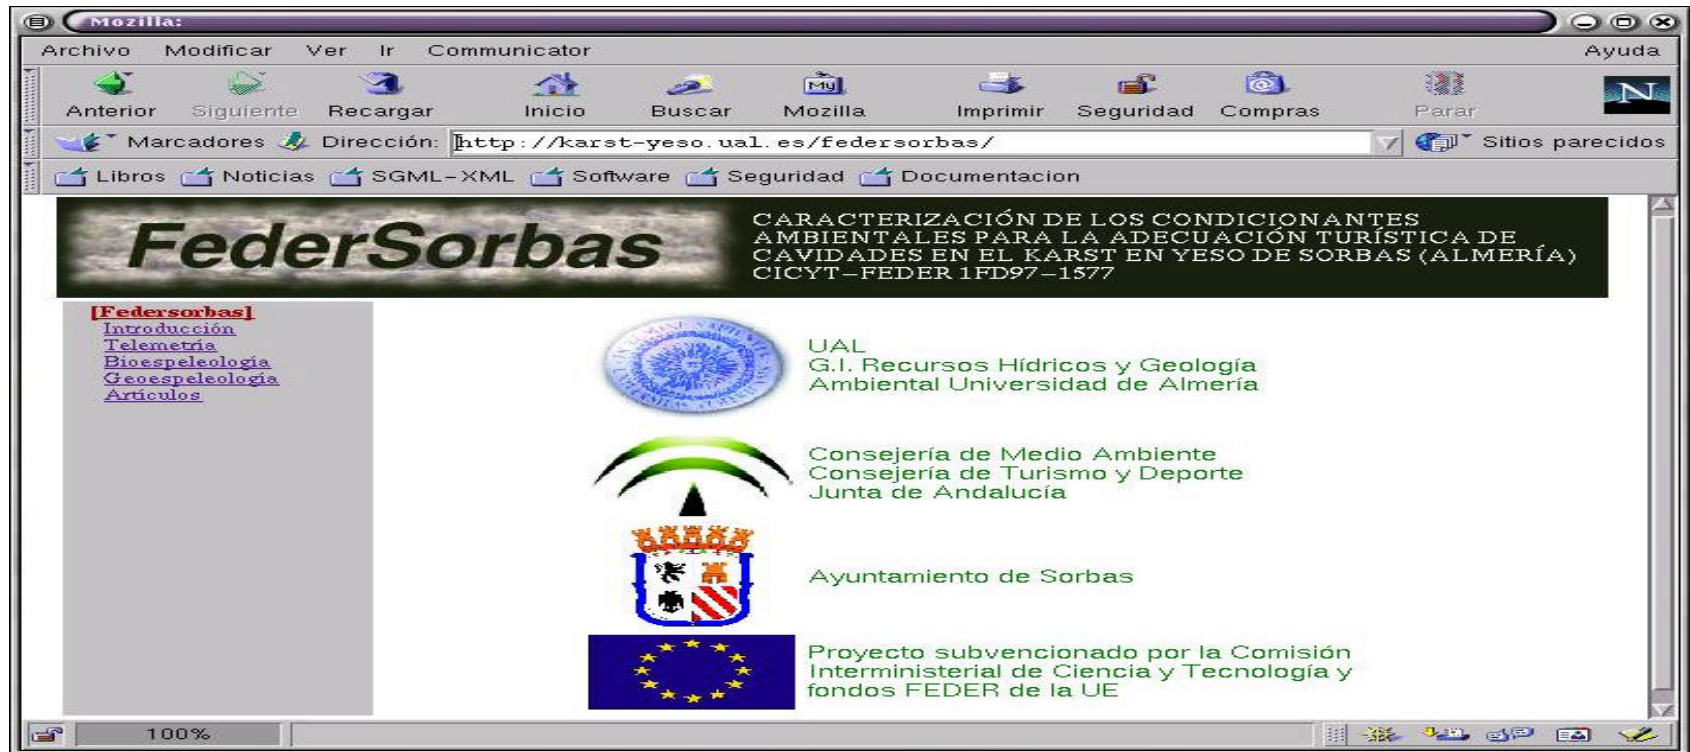 Mozilla:
Archivo Modificar Ver Ir Communicator Ayuda
Anterior Siguiente Recargar Inicio Buscar Mozilla Imprimir Seguridad Compras Parar
My
N
Marcadores Dirección: http://karst-yeso.ual.es/federsorbas/ Sitios parecidos
Libros Noticias SGML-XML Software Seguridad Documentacion
FederSorbas
CARACTERIZACIÓN DE LOS CONDICIONANTES
AMBIENTALES PARA LA ADECUACIÓN TURÍSTICA DE
CAVIDADES EN EL KARST EN YESO DE SORBAS (ALMERÍA)
CICYT-FEDER 1FD97-1577
[Federsorbas]
Introducción
Telemetría
Bioespeleología
Geoespeleología
Artículos
UAL
G.I. Recursos Hídricos y Geología
Ambiental Universidad de Almería
Consejería de Medio Ambiente
Consejería de Turismo y Deporte
Junta de Andalucía
Ayuntamiento de Sorbas
Proyecto subvencionado por la Comisión
Interministerial de Ciencia y Tecnología y
fondos FEDER de la UE
100%